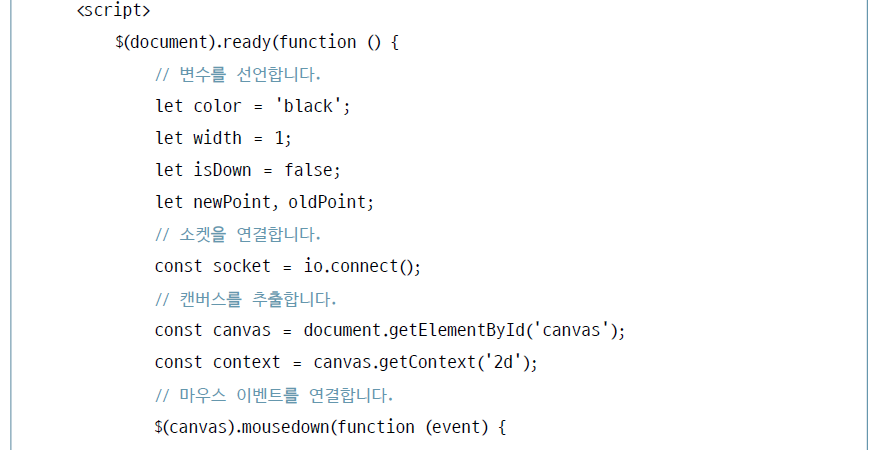 <script>
$(document).ready(function () {
// 변수를 선언합니다.
let color = 'black';
let width = 1;
let isDown = false;
let newPoint, oldPoint;
// 소켓을 연결합니다.
const socket = io.connect();
// 캔버스를 추출합니다.
const canvas = document.getElementById('canvas');
const context = canvas.getContext('2d');
// 마우스 이벤트를 연결합니다.
$(canvas).mousedown(function (event) {